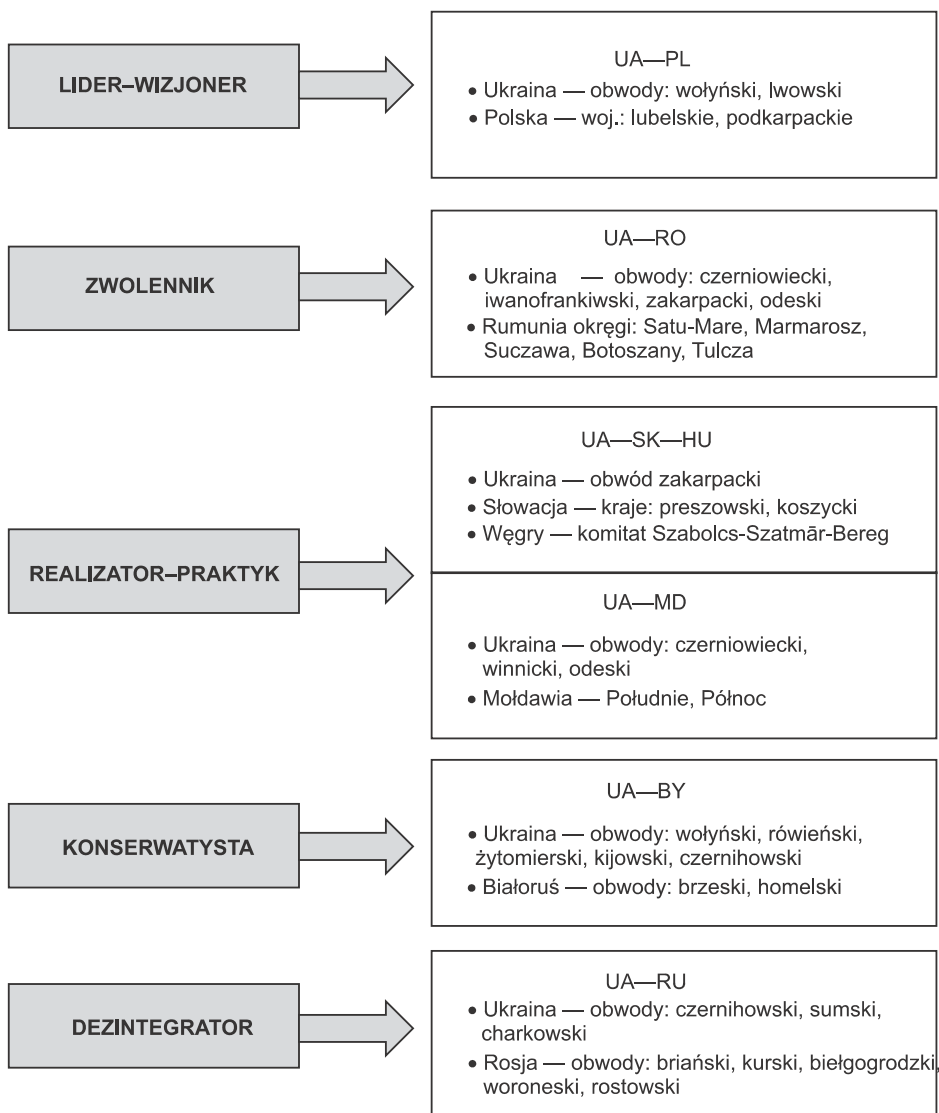 LIDER–WIZJONER
UA—PL
• Ukraina — obwody: wołyński, lwowski
• Polska — woj.: lubelskie, podkarpackie
ZWOLENNIK
UA—RO
• Ukraina — obwody: czerniowiecki,
iwanofrankiwski, zakarpacki, odeski
• Rumunia okręgi: Satu-Mare, Marmarosz,
Suczawa, Botoszany, Tulcza
REALIZATOR–PRAKTYK
UA—SK—HU
• Ukraina — obwód zakarpacki
• Słowacja — kraje: preszowski, koszycki
• Węgry — komitat Szabolcs-Szatmār-Bereg
UA—MD
• Ukraina — obwody: czerniowiecki,
winnicki, odeski
• Mołdawia — Południe, Północ
KONSERWATYSTA
UA—BY
• Ukraina — obwody: wołyński, rówieński,
żytomierski, kijowski, czernihowski
• Białoruś — obwody: brzeski, homelski
DEZINTEGRATOR
UA—RU
• Ukraina — obwody: czernihowski, sumski,
charkowski
• Rosja — obwody: briański, kurski, biełgogrodzki,
woroneski, rostowski